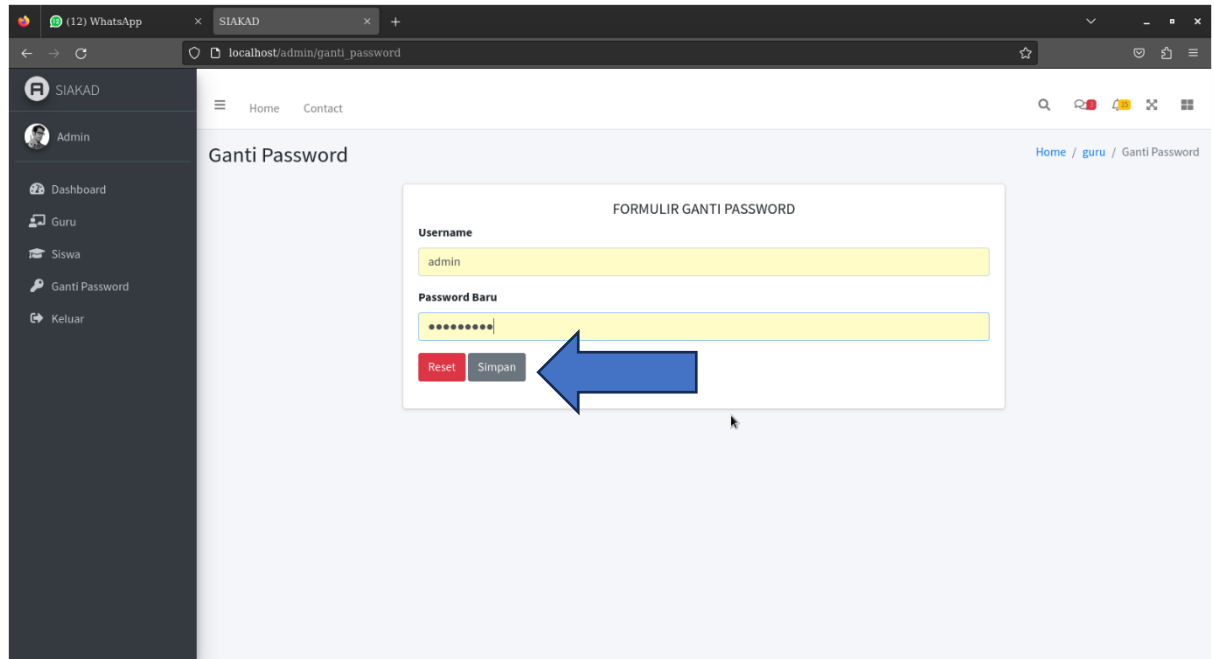 (12) WhatsApp
SIAKAD
localhost/admin/ganti_password
SIAKAD
Home Contact
Admin
Ganti Password
Home / guru / Ganti Password
Dashboard
Guru
Siswa
Ganti Password
Keluar
FORMULIR GANTI PASSWORD
Username
admin
Password Baru
•••••••••
Reset Simpan